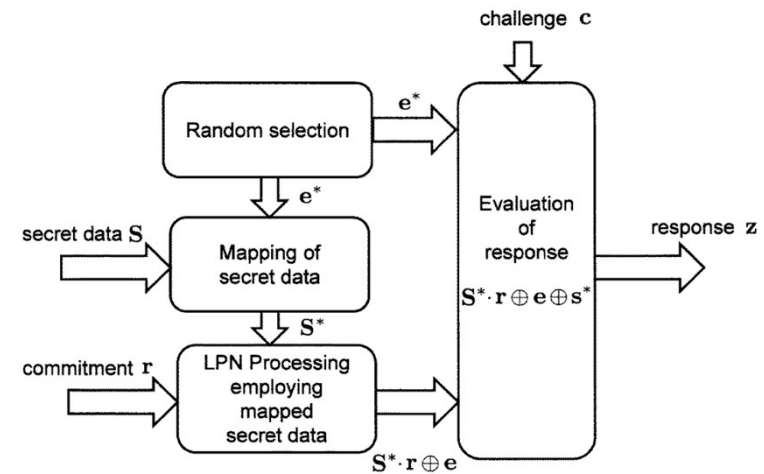 challenge c
Random selection
e*
e*
secret data S
Mapping of
secret data
S*
commitment r
LPN Processing
employing
mapped
secret data
S*·r⊕e
Evaluation
of
response
S*·r⊕e⊕s*
response z